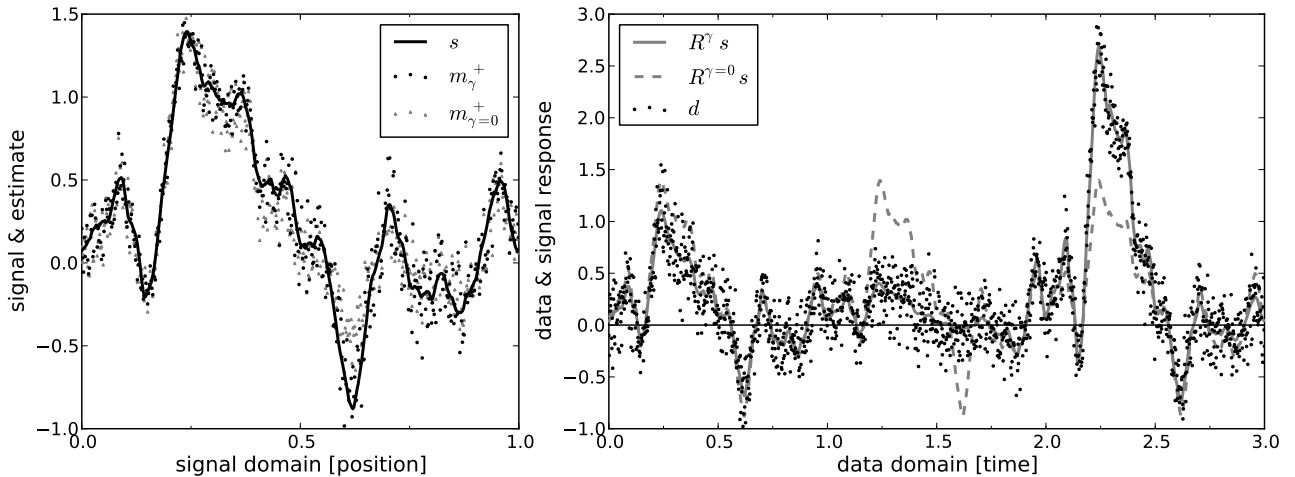 1.5
1.0
0.5
0.0
−0.5
−1.0
0.0
0.5
1.0
signal & estimate
signal domain [position]
s
m_γ^+
m_{γ=0}^+
3.0
2.5
2.0
1.5
1.0
0.5
0.0
−0.5
−1.0
0.0
0.5
1.0
1.5
2.0
2.5
3.0
data & signal response
data domain [time]
R^γ s
R^{γ=0} s
d